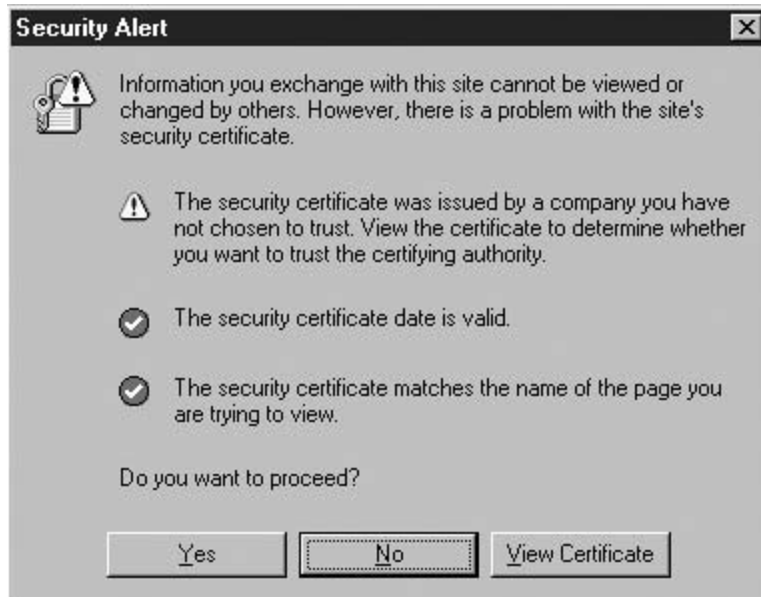 Security Alert
Information you exchange with this site cannot be viewed or
changed by others. However, there is a problem with the site's
security certificate.
The security certificate was issued by a company you have
not chosen to trust. View the certificate to determine whether
you want to trust the certifying authority.
The security certificate date is valid.
The security certificate matches the name of the page you
are trying to view.
Do you want to proceed?
Yes
No
View Certificate